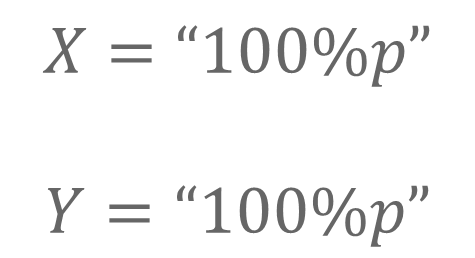 X = “100%p”
Y = “100%p”